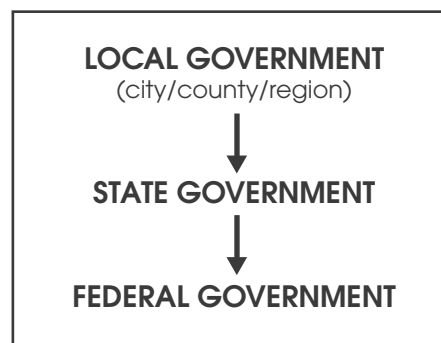 LOCAL GOVERNMENT
(city/county/region)
STATE GOVERNMENT
FEDERAL GOVERNMENT